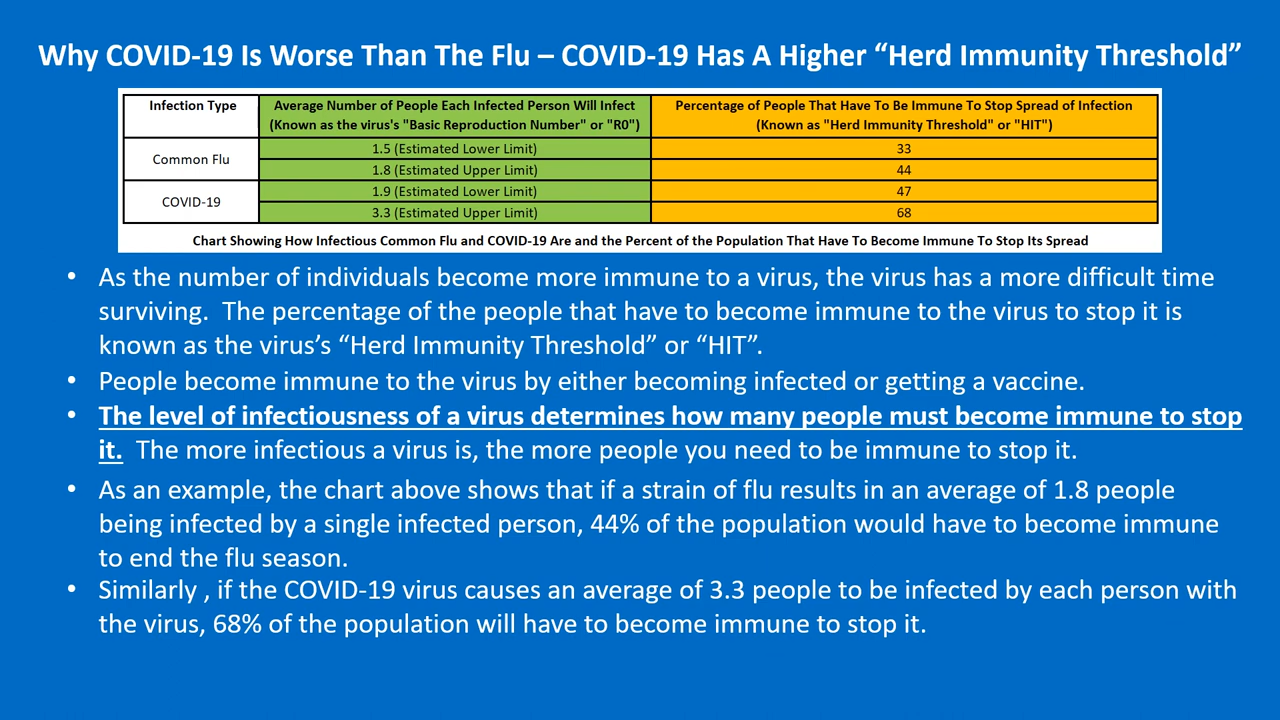 Why COVID-19 Is Worse Than The Flu – COVID-19 Has A Higher “Herd Immunity Threshold”
Infection Type
Average Number of People Each Infected Person Will Infect
(Known as the virus's "Basic Reproduction Number" or "R0")
Percentage of People That Have To Be Immune To Stop Spread of Infection
(Known as "Herd Immunity Threshold" or "HIT")
Common Flu
1.5 (Estimated Lower Limit)
33
1.8 (Estimated Upper Limit)
44
COVID-19
1.9 (Estimated Lower Limit)
47
3.3 (Estimated Upper Limit)
68
Chart Showing How Infectious Common Flu and COVID-19 Are and the Percent of the Population That Have To Become Immune To Stop Its Spread
• As the number of individuals become more immune to a virus, the virus has a more difficult time
surviving.  The percentage of the people that have to become immune to the virus to stop it is
known as the virus’s “Herd Immunity Threshold” or “HIT”.
• People become immune to the virus by either becoming infected or getting a vaccine.
• The level of infectiousness of a virus determines how many people must become immune to stop
it.  The more infectious a virus is, the more people you need to be immune to stop it.
• As an example, the chart above shows that if a strain of flu results in an average of 1.8 people
being infected by a single infected person, 44% of the population would have to become immune
to end the flu season.
• Similarly , if the COVID-19 virus causes an average of 3.3 people to be infected by each person with
the virus, 68% of the population will have to become immune to stop it.